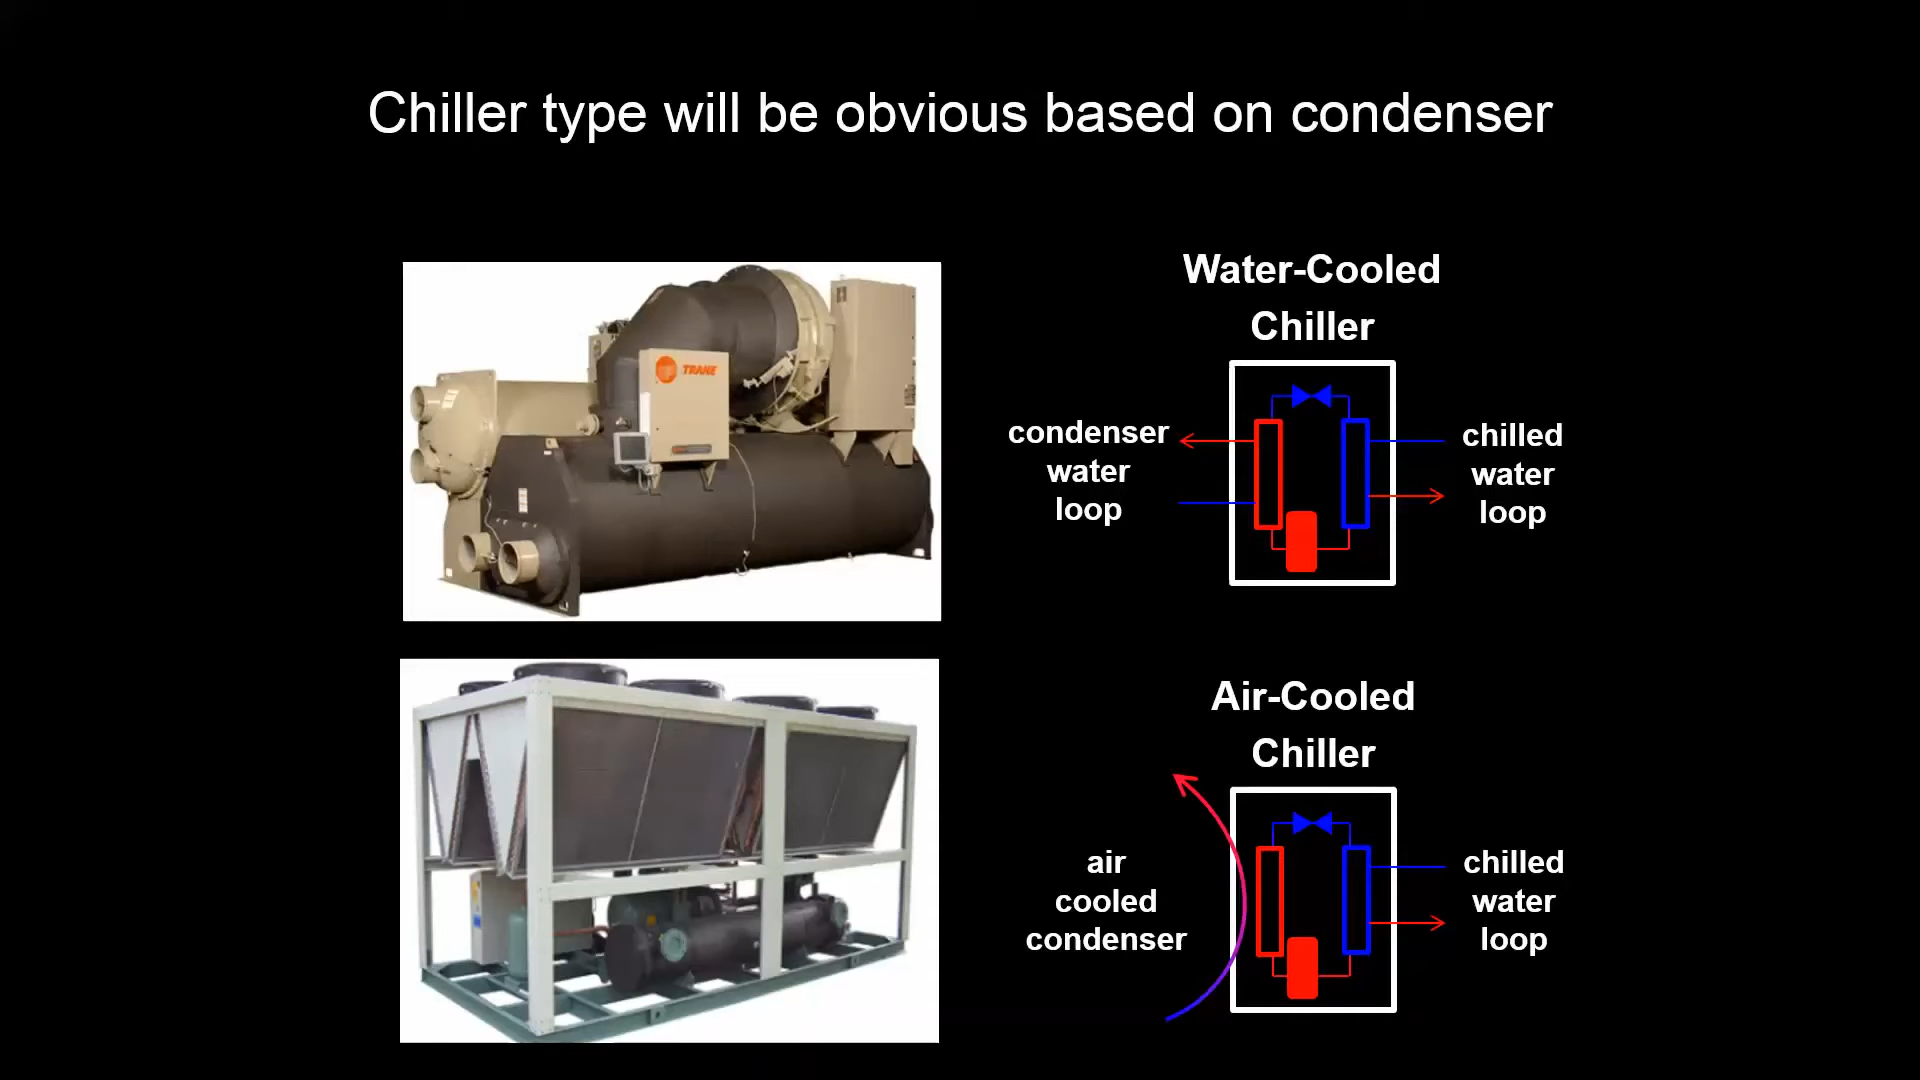 Chiller type will be obvious based on condenser
TRANE
Water-Cooled
Chiller
condenser
water
loop
chilled
water
loop
Air-Cooled
Chiller
air
cooled
condenser
chilled
water
loop